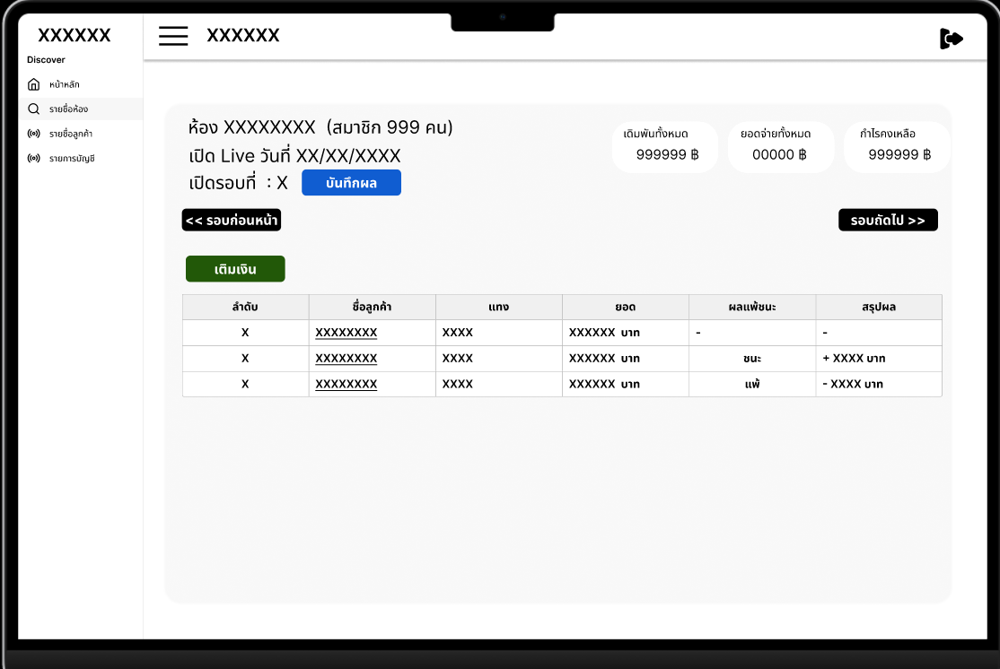 XXXXXX
Discover
หน้าหลัก
รายชื่อห้อง
รายชื่อลูกค้า
รายการบัญชี
XXXXXX
ห้อง XXXXXXXX (สมาชิก 999 คน)
เปิด Live วันที่ XX/XX/XXXX
เปิดรอบที่ : X บันทึกผล
เดิมพันทั้งหมด
999999 ฿
ยอดจ่ายทั้งหมด
00000 ฿
กำไรคงเหลือ
999999 ฿
<< รอบก่อนหน้า รอบถัดไป >>
เติมเงิน
ลำดับ ชื่อลูกค้า แทง ยอด ผลแพ้ชนะ สรุปผล
X XXXXXXXX XXXX XXXXXX บาท - -
X XXXXXXXX XXXX XXXXXX บาท ชนะ + XXXX บาท
X XXXXXXXX XXXX XXXXXX บาท แพ้ - XXXX บาท